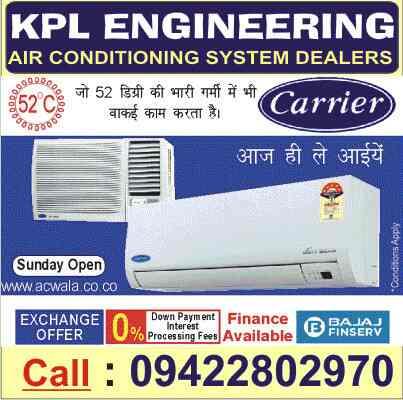 KPL ENGINEERING
AIR CONDITIONING SYSTEM DEALERS
52°C
जो 52 डिग्री की भारी गर्मी में भी
वाकई काम करता है।
Carrier
आज ही ले आईयें
Sunday Open
www.acwala.co.co
*Conditions Apply
EXCHANGE
OFFER
0%
Down Payment
Interest
Processing Fees
Finance
Available
BAJAJ
FINSERV
Call : 09422802970